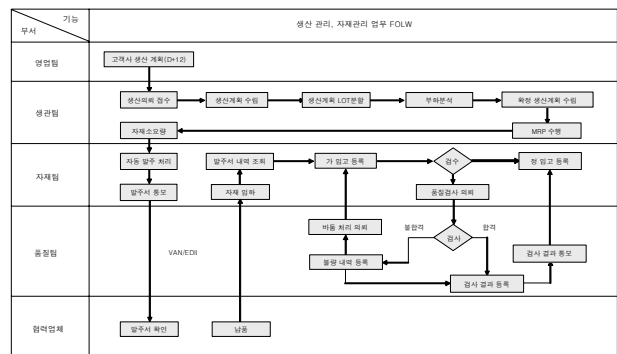 기능
부서
생산 관리, 자재관리 업무 FOLW
영업팀
고객사 생산 계획(D+12)
생관팀
생산의뢰 접수
생산계획 수립
생산계획 LOT분할
부하분석
확정 생산계획 수립
자재소요량
MRP 수행
자재팀
자동 발주 처리
발주서 내역 조회
가 입고 등록
검수
정 입고 등록
발주서 통보
자재 입하
품질검사 의뢰
품질팀
VAN/EDI
바돔 처리 의뢰
불합격
검사
합격
불량 내역 등록
검사 결과 통보
검사 결과 등록
협력업체
발주서 확인
납품